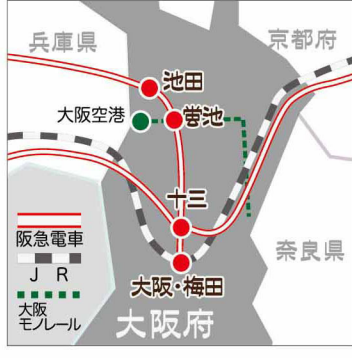 兵庫県
京都府
池田
大阪空港
蛍池
十三
阪急電車
J R
大阪
モノレール
奈良県
大阪・梅田
大阪府